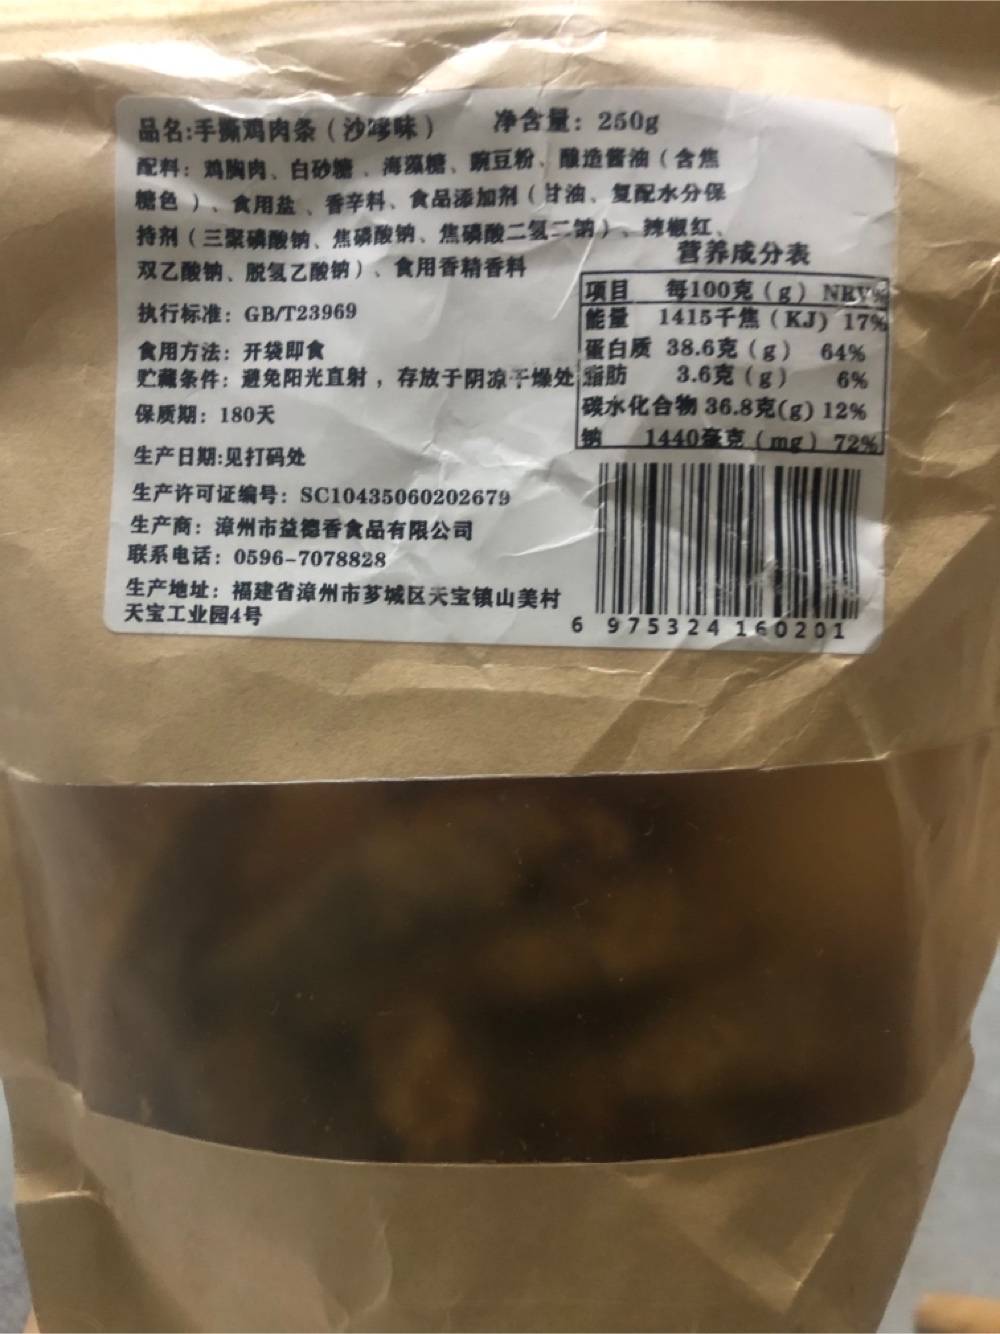 品名:手撕鸡肉条（沙嗲味） 净含量：250g
配料：鸡胸肉、白砂糖、海藻糖、豌豆粉、酿造酱油（含焦
糖色）、食用盐、香辛料、食品添加剂（甘油、复配水分保
持剂（三聚磷酸钠、焦磷酸钠、焦磷酸二氢二钠）、辣椒红、
双乙酸钠、脱氢乙酸钠）、食用香精香料
执行标准：GB/T23969
食用方法：开袋即食
贮藏条件：避免阳光直射，存放于阴凉干燥处
保质期：180天
生产日期:见打码处
生产许可证编号：SC10435060202679
生产商：漳州市益德香食品有限公司
联系电话：0596-7078828
生产地址：福建省漳州市芗城区天宝镇山美村
天宝工业园4号
营养成分表
项目 每100克（g） NRV%
能量 1415千焦（KJ） 17%
蛋白质 38.6克（g） 64%
脂肪 3.6克（g） 6%
碳水化合物 36.8克(g) 12%
钠 1440毫克（mg） 72%
6 975324 160201